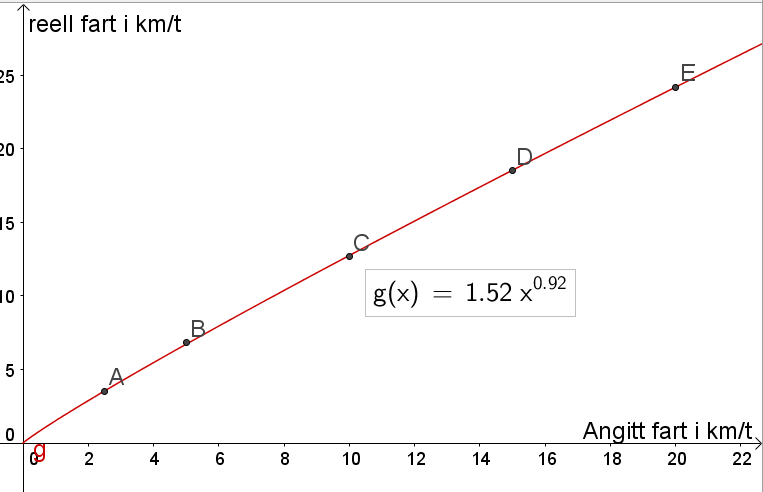 reell fart i km/t
25
E
20
D
15
C
g(x) = 1.52 x^0.92
10
B
5
A
Angitt fart i km/t
0
g
0 2 4 6 8 10 12 14 16 18 20 22